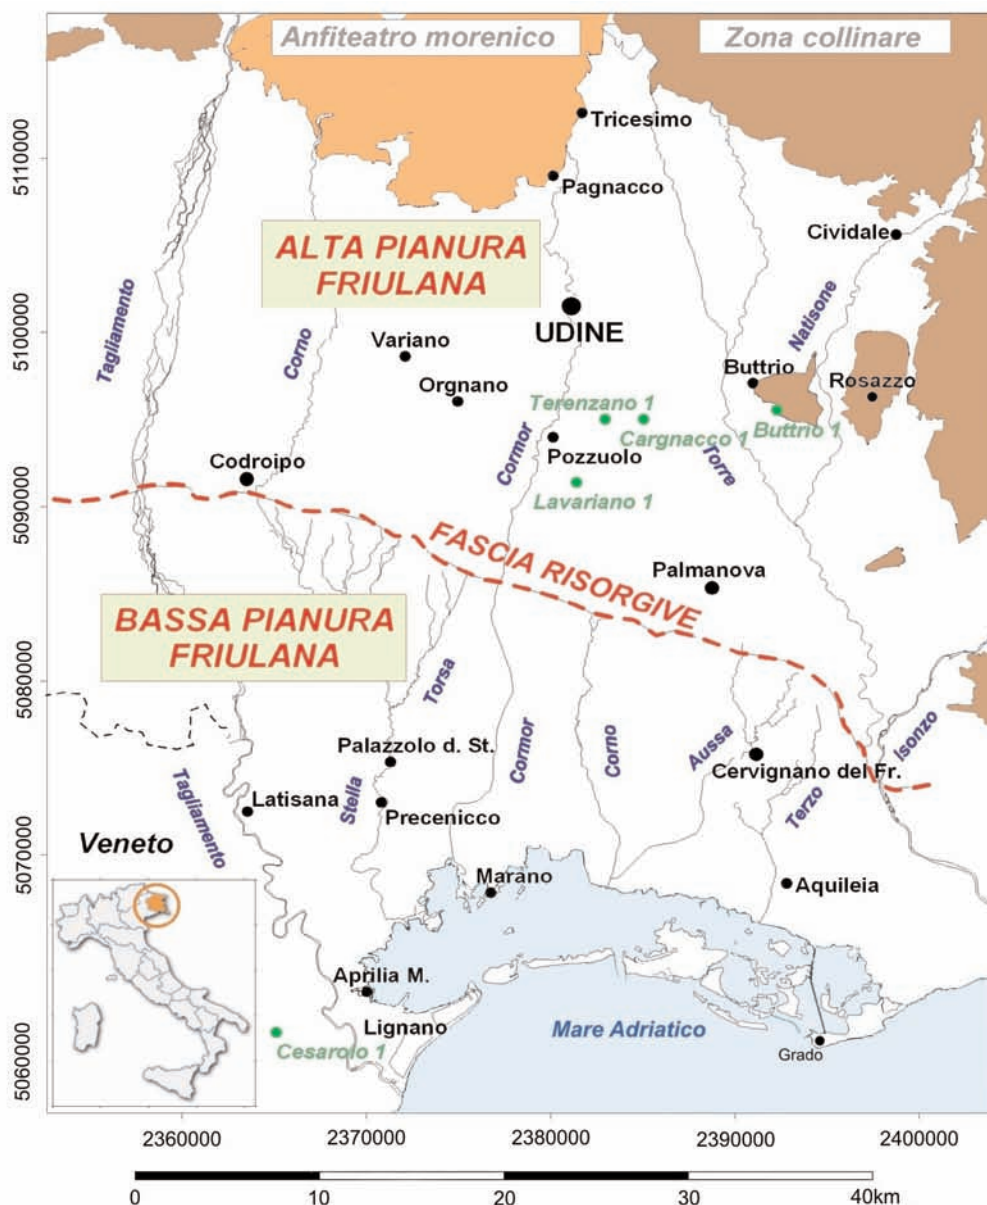 Anfiteatro morenico
Zona collinare
Tricesimo
Pagnacco
5110000
ALTA PIANURA
FRIULANA
Cividale
Tagliamento
Corno
Natisone
UDINE
5100000
Variano
Orgnano
Buttrio
Rosazzo
Terenzano 1
Cargnacco 1
Buttrio 1
Cormor
Pozzuolo
Torre
Codroipo
Lavariano 1
5090000
FASCIA RISORGIVE
Palmanova
BASSA PIANURA
FRIULANA
Torsa
5080000
Isonzo
Palazzolo d. St.
Cormor
Corno
Aussa
Cervignano del Fr.
Tagliamento
Latisana
Stella
Precenicco
Terzo
Veneto
5070000
Marano
Aquileia
Aprilia M.
Lignano
Mare Adriatico
Cesarolo 1
Grado
5060000
2360000
2370000
2380000
2390000
2400000
0
10
20
30
40km